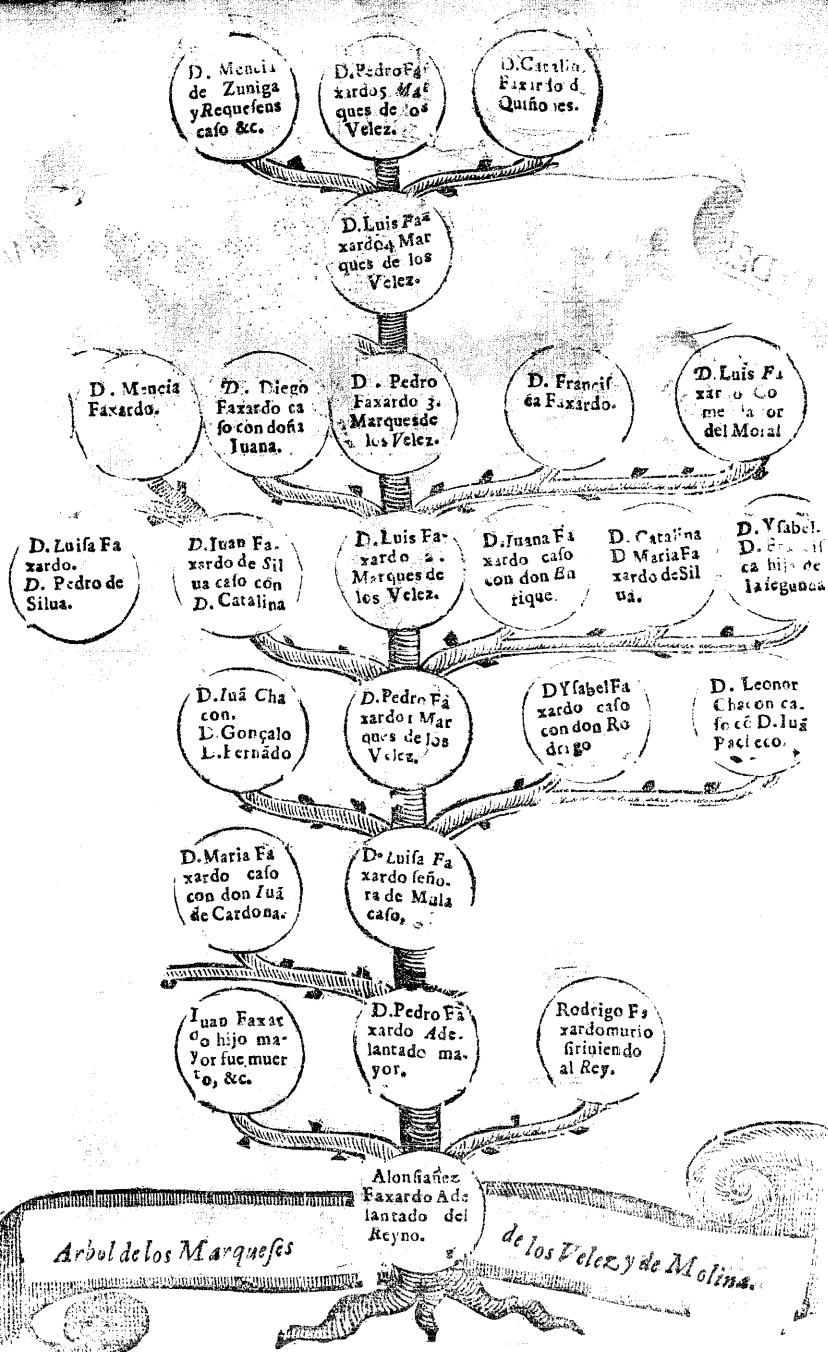 D. Mencia
de Zuniga
y Requesens
caso &c.
D. Pedro Fa
xardo 5 Mar
ques de los
Velez.
D. Catalin.
Faxardo d.
Quiñones.
D. Luis Fax
xardo 4 Mar
ques de los
Velez.
D. Mencia
Faxardo.
D. Diego
Faxardo ca
so con doña
Iuana.
D. Pedro
Faxardo 3.
Marques de
los Velez.
D. Francis
ca Faxardo.
D. Luis Fa
xardo Co
mendador
del Moral
D. Luisa Fa
xardo.
D. Pedro de
Silua.
D. Iuan Fa.
xardo de Sil
ua caso con
D. Catalina
D. Luis Fa-
xardo 2.
Marques de
los Velez.
D. Iuana Fa
xardo caso
con don En
rique.
D. Catalina
D Maria Fa
xardo de Sil
ua.
D. Ysabel.
D. Francis
ca hija de
la segunda
D. Iuã Cha
con.
D. Gonçalo
D. Fernãdo
D. Pedro Fa
xardo 1 Mar
ques de los
Velez.
D Ysabel Fa
xardo caso
con don Ro
drigo
D. Leonor
Chacon ca.
so cõ D. Iuã
Pacheco.
D. Maria Fa
xardo caso
con don Iuã
de Cardona.
D. Luisa Fa
xardo seño.
ra de Mula
caso,
Iuan Faxar
do hijo ma-
yor fue muer
to, &c.
D. Pedro Fa
xardo Ade-
lantado ma-
yor.
Rodrigo Fa
xardo murio
siruiendo
al Rey.
Alonsiañez
Faxardo Ade
lantado del
Reyno.
Arbol de los Marqueses
de los Velez y de Molina.